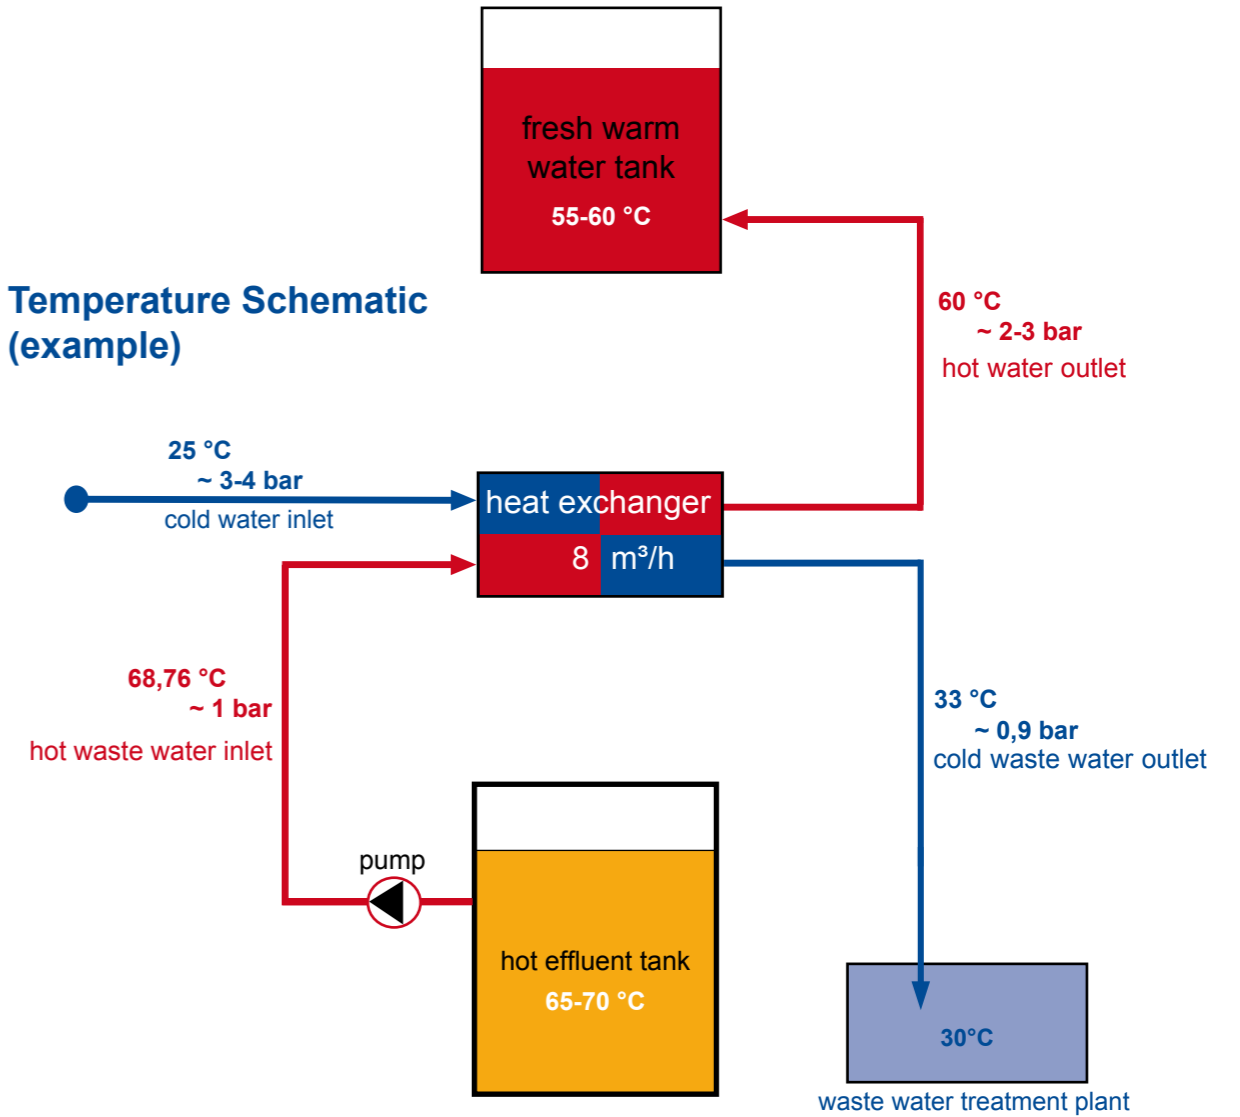 fresh warm
water tank
55-60 °C
Temperature Schematic
(example)
60 °C
~ 2-3 bar
hot water outlet
25 °C
~ 3-4 bar
cold water inlet
heat exchanger
8 m³/h
68,76 °C
~ 1 bar
hot waste water inlet
33 °C
~ 0,9 bar
cold waste water outlet
pump
hot effluent tank
65-70 °C
30°C
waste water treatment plant